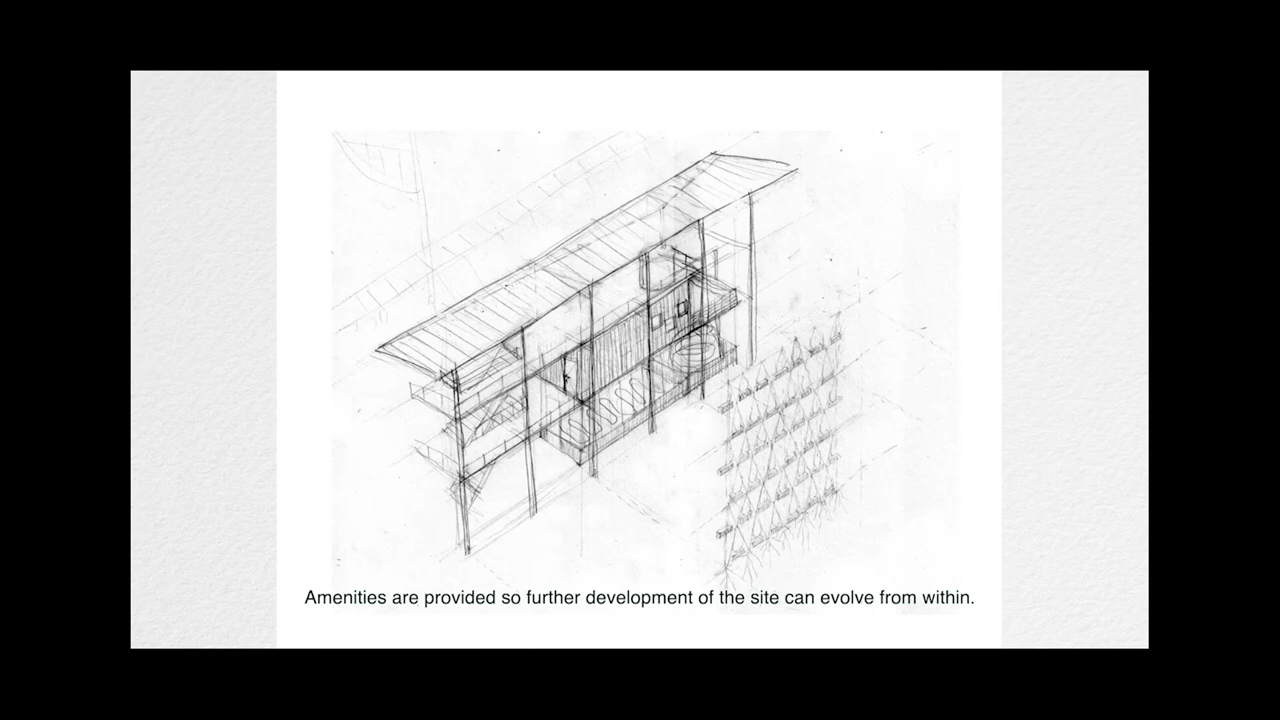 Amenities are provided so further development of the site can evolve from within.